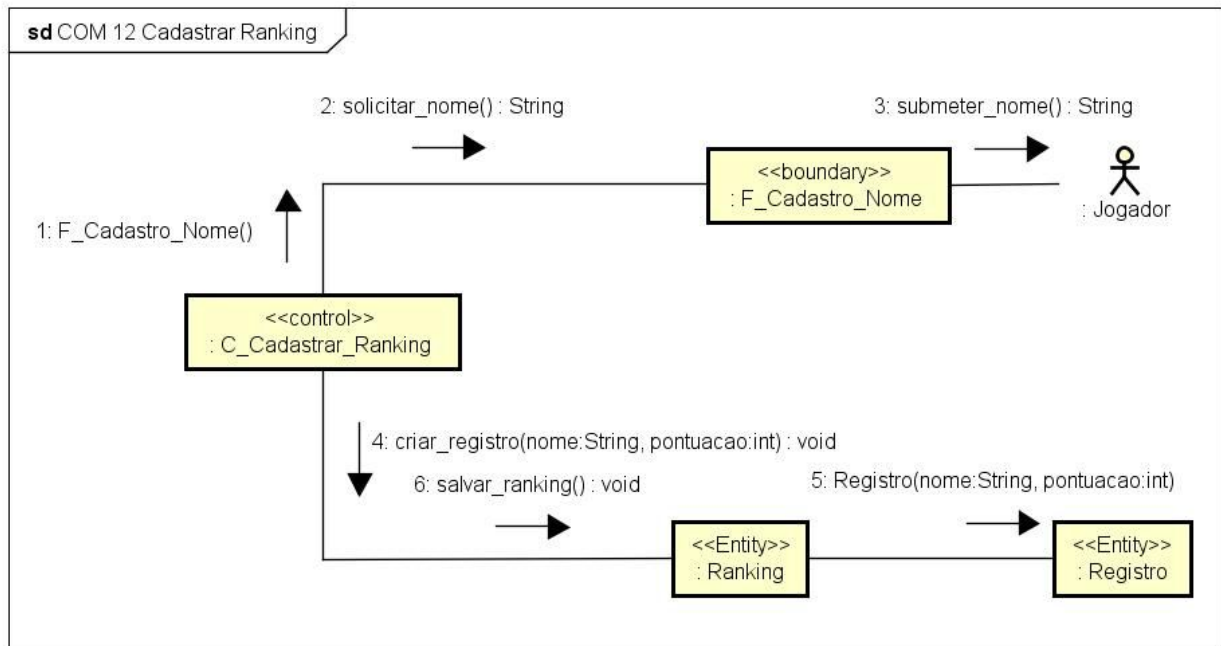 sd COM 12 Cadastrar Ranking
2: solicitar_nome() : String
3: submeter_nome() : String
<<boundary>>
: F_Cadastro_Nome
: Jogador
1: F_Cadastro_Nome()
<<control>>
: C_Cadastrar_Ranking
4: criar_registro(nome:String, pontuacao:int) : void
6: salvar_ranking() : void
5: Registro(nome:String, pontuacao:int)
<<Entity>>
: Ranking
<<Entity>>
: Registro